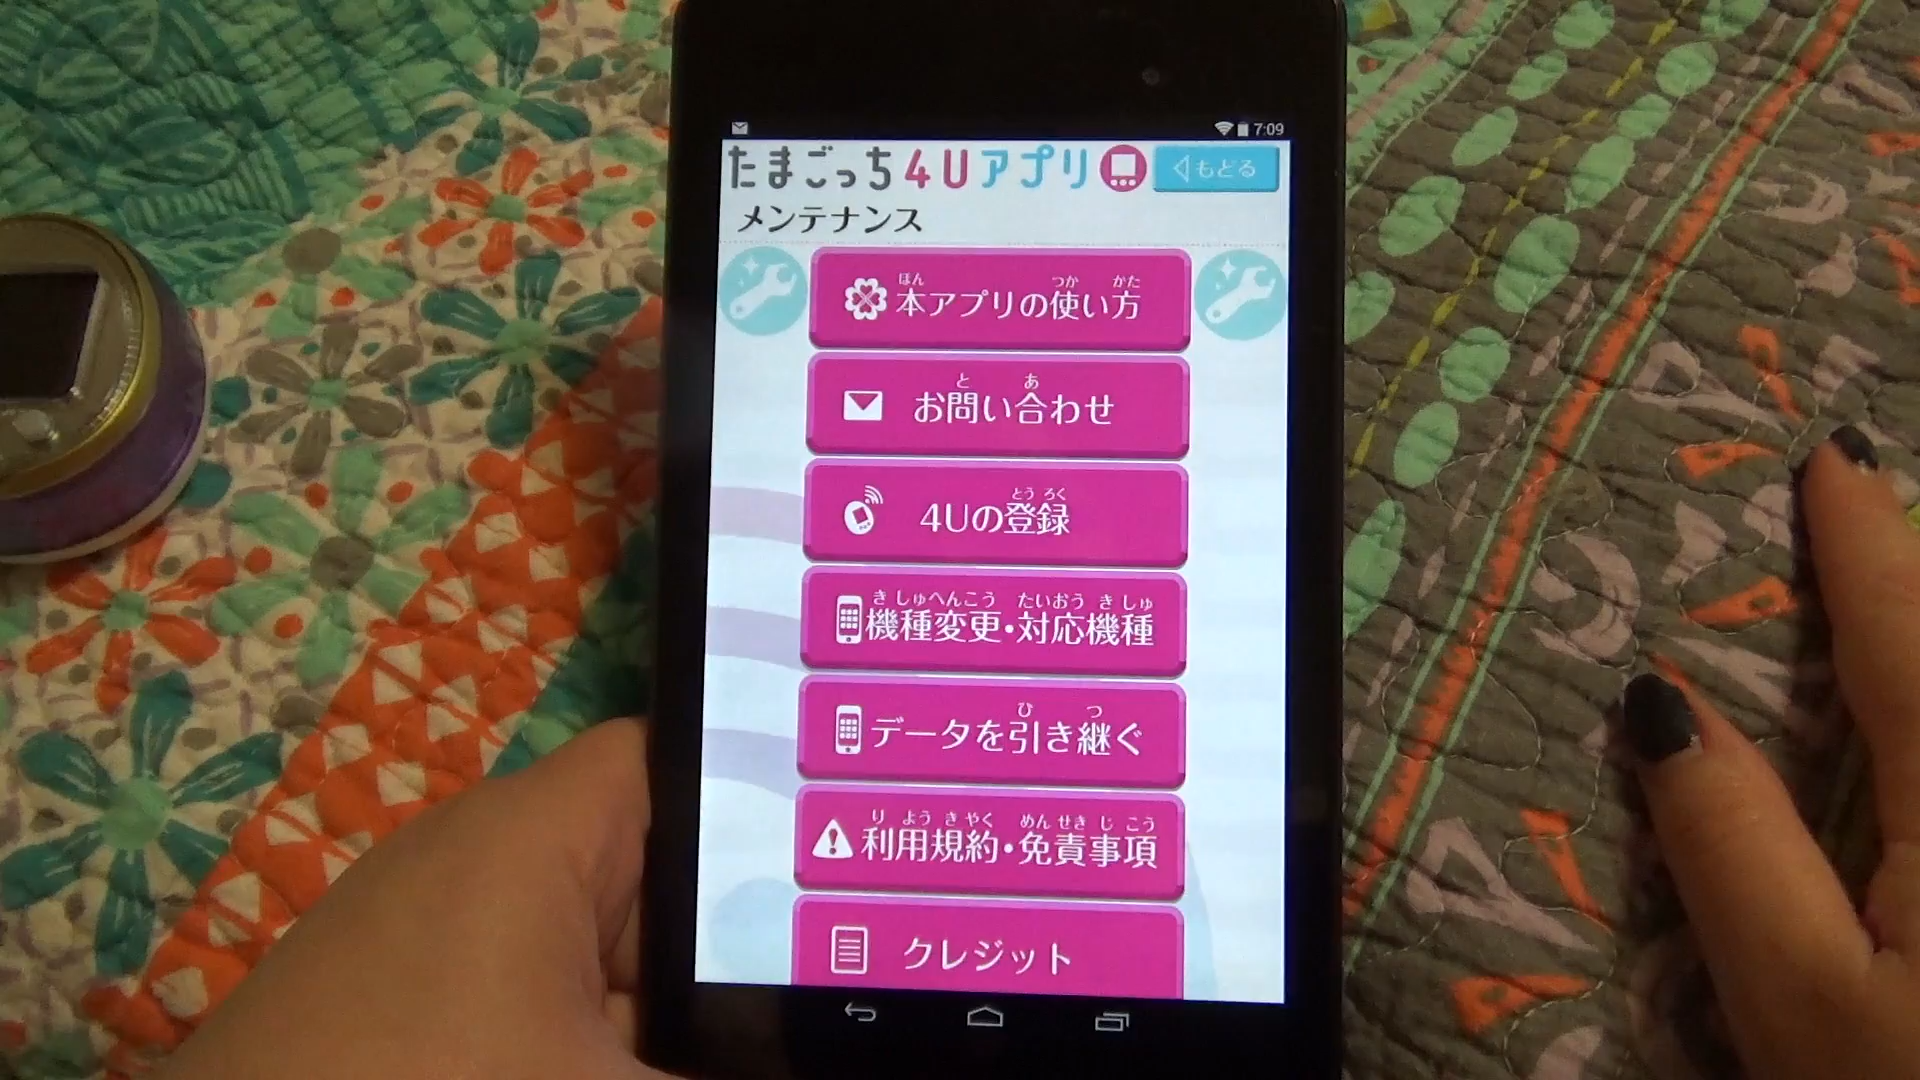 7:09
たまごっち4Uアプリ
もどる
メンテナンス
ほん つか かた
本アプリの使い方
と あ
お問い合わせ
とう ろく
4Uの登録
き しゅへんこう たいおう き しゅ
機種変更・対応機種
ひ つ
データを引き継ぐ
り よう き やく めん せき じ こう
利用規約・免責事項
クレジット